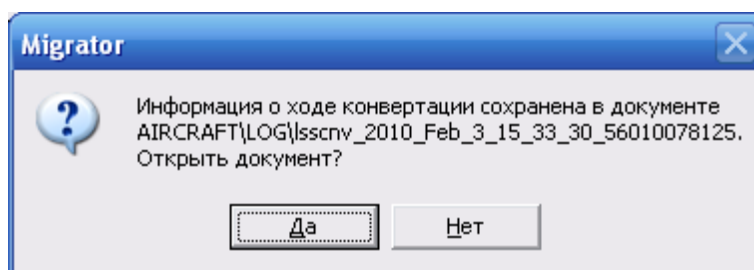 Migrator
Информация о ходе конвертации сохранена в документе
AIRCRAFT\LOG\lsscnv_2010_Feb_3_15_33_30_56010078125.
Открыть документ?
Да
Нет